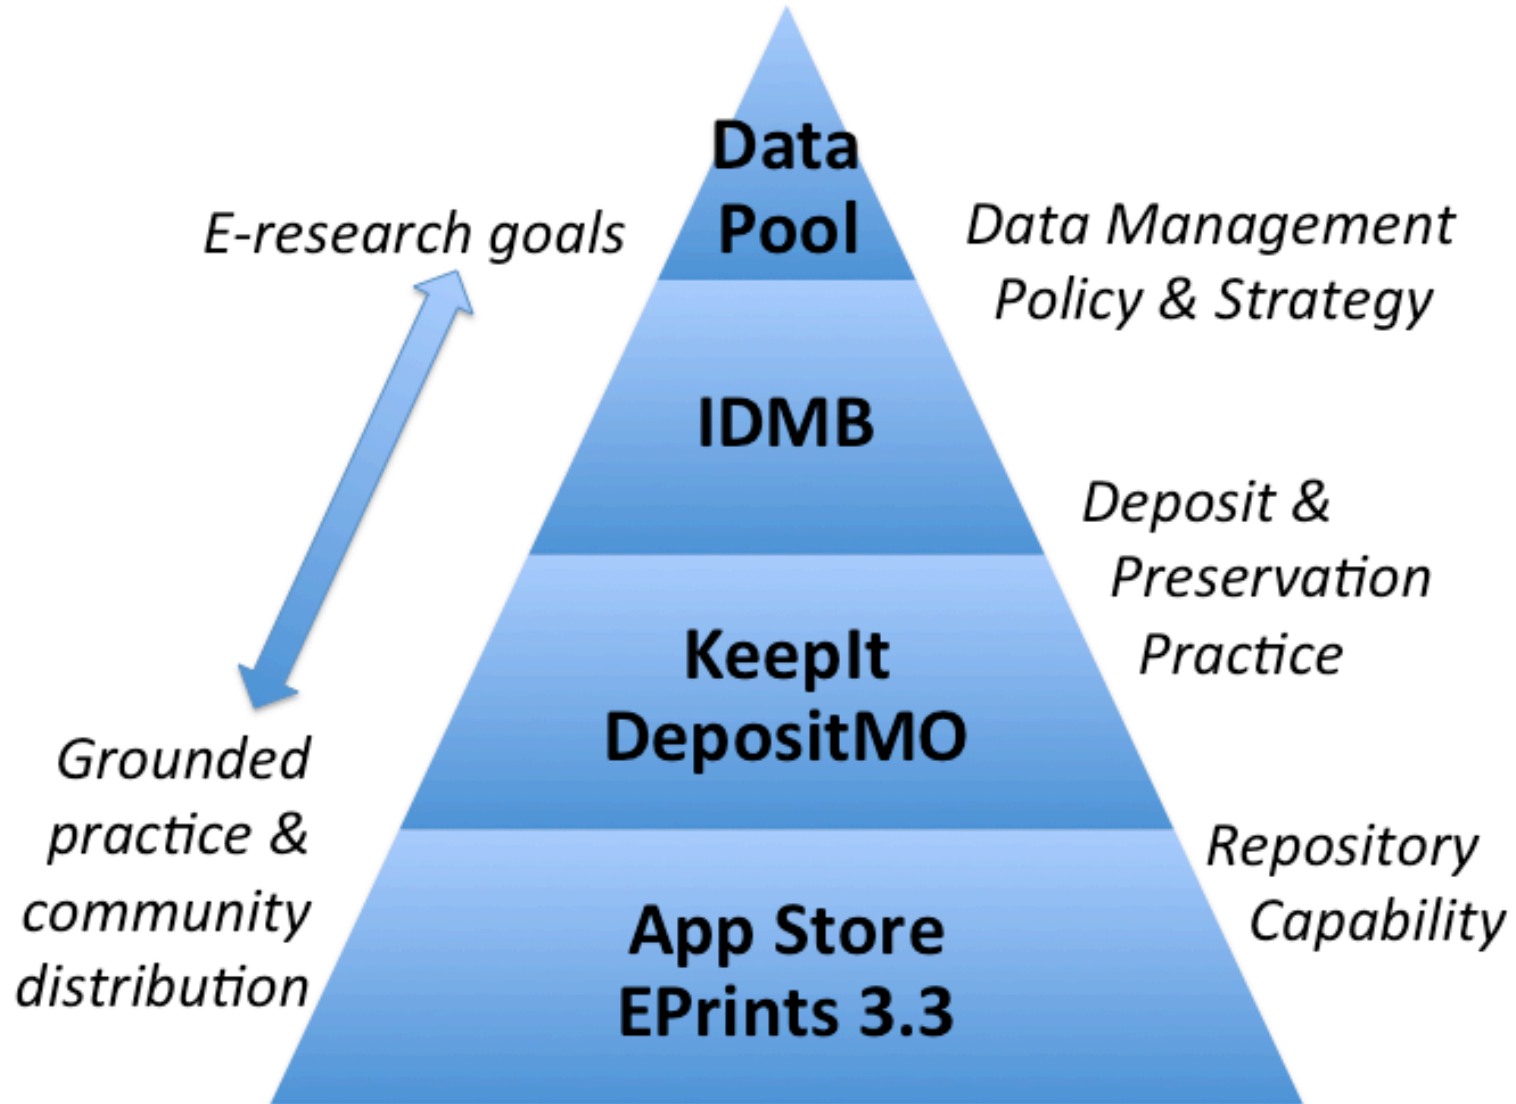 Data
Pool
E-research goals
Data Management
Policy & Strategy
IDMB
Deposit &
Preservation
Practice
KeepIt
DepositMO
Grounded
practice &
community
distribution
Repository
Capability
App Store
EPrints 3.3